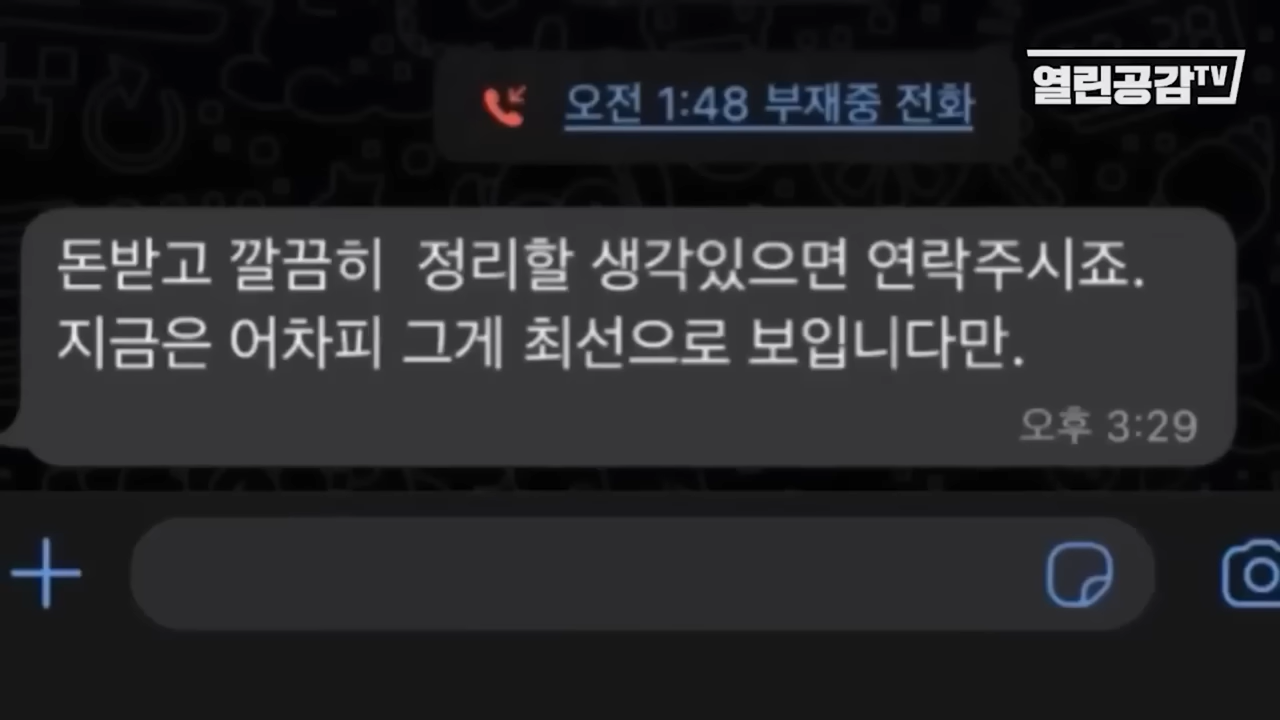 열린공감TV
오전 1:48 부재중 전화
돈받고 깔끔히  정리할 생각있으면 연락주시죠.
지금은 어차피 그게 최선으로 보입니다만.
오후 3:29